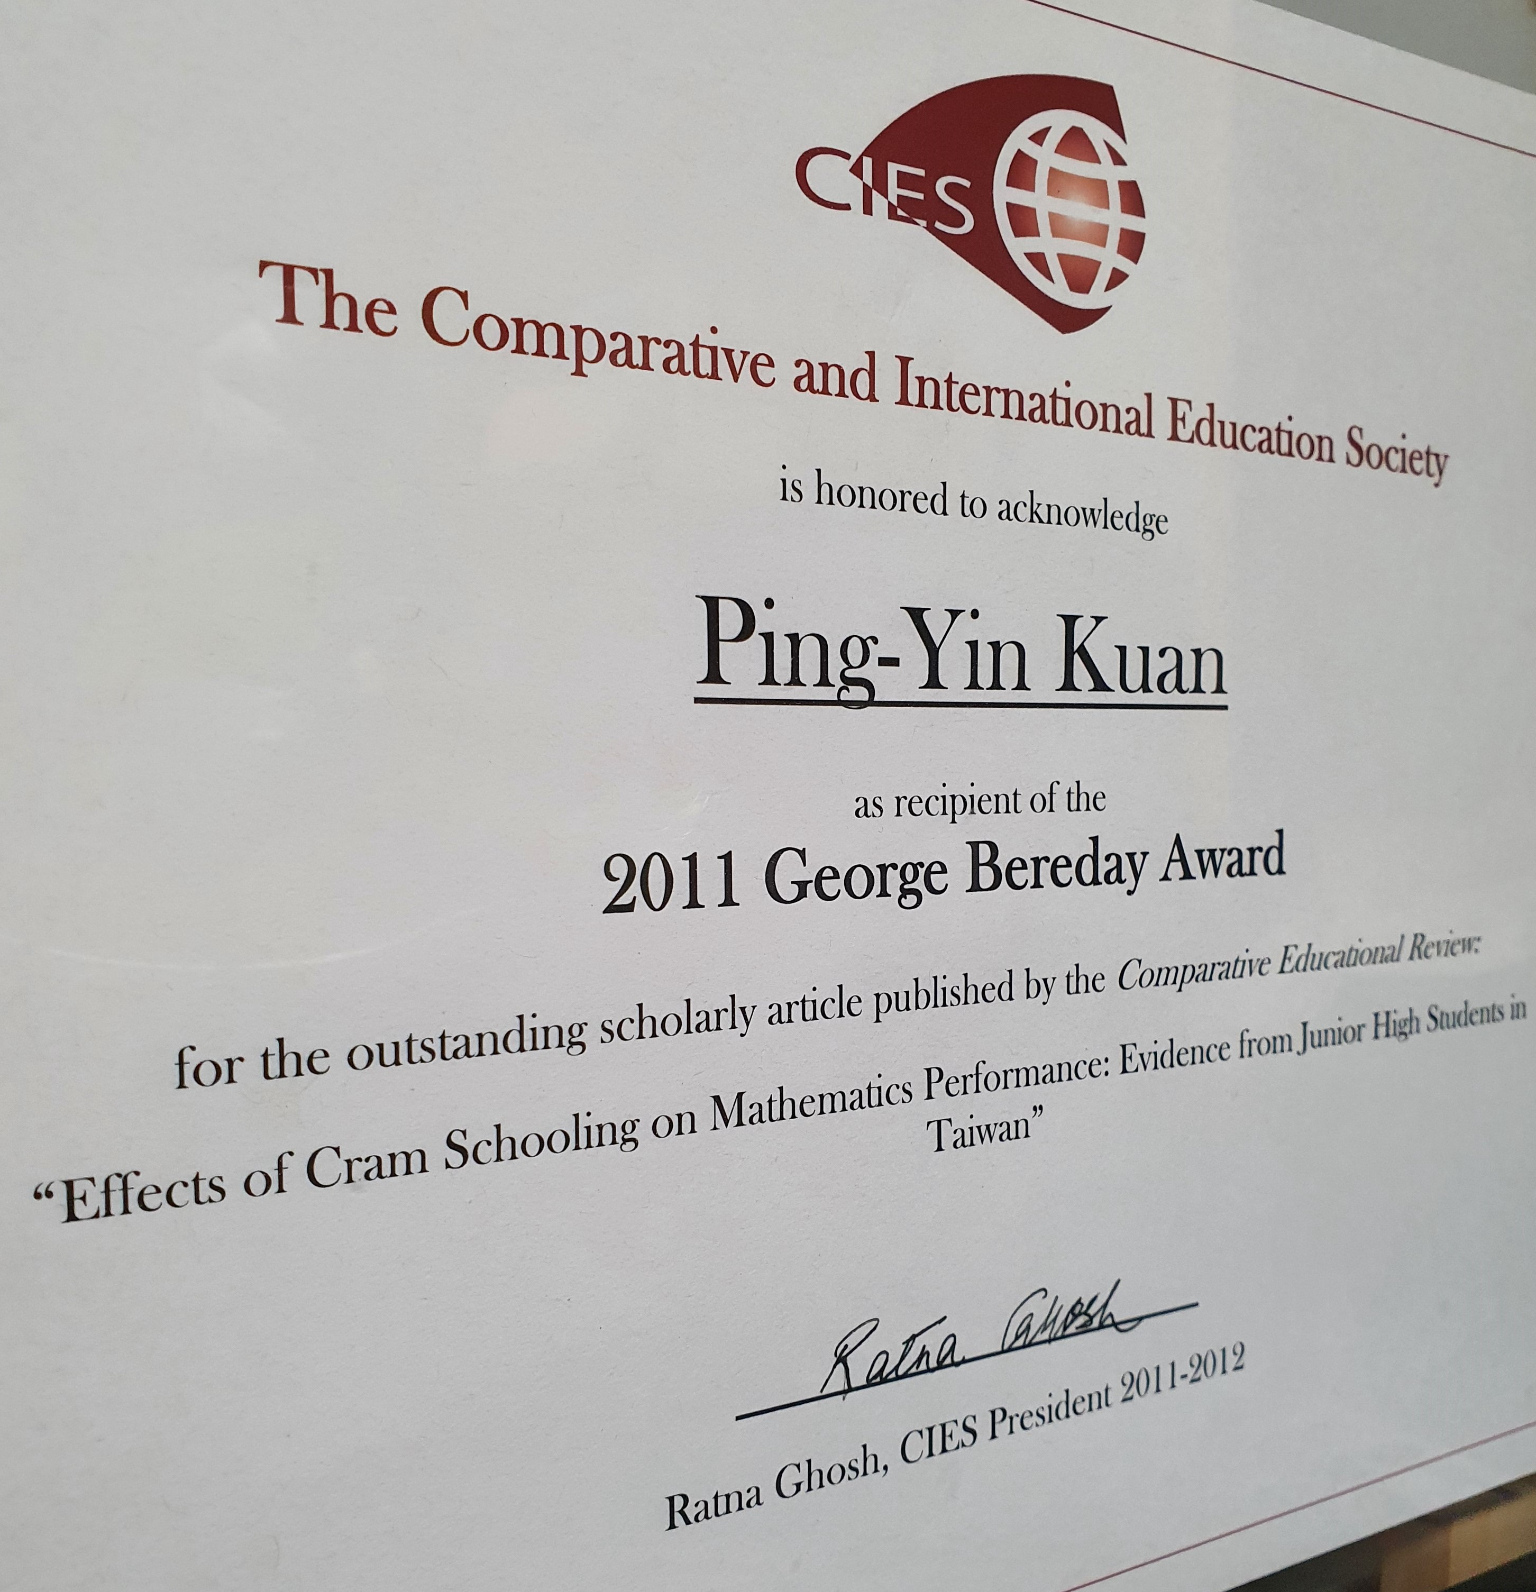 CIES
The Comparative and International Education Society
is honored to acknowledge
Ping-Yin Kuan
as recipient of the
2011 George Bereday Award
for the outstanding scholarly article published by the Comparative Educational Review:
“Effects of Cram Schooling on Mathematics Performance: Evidence from Junior High Students in
Taiwan”
Ratna Ghosh
Ratna Ghosh, CIES President 2011-2012